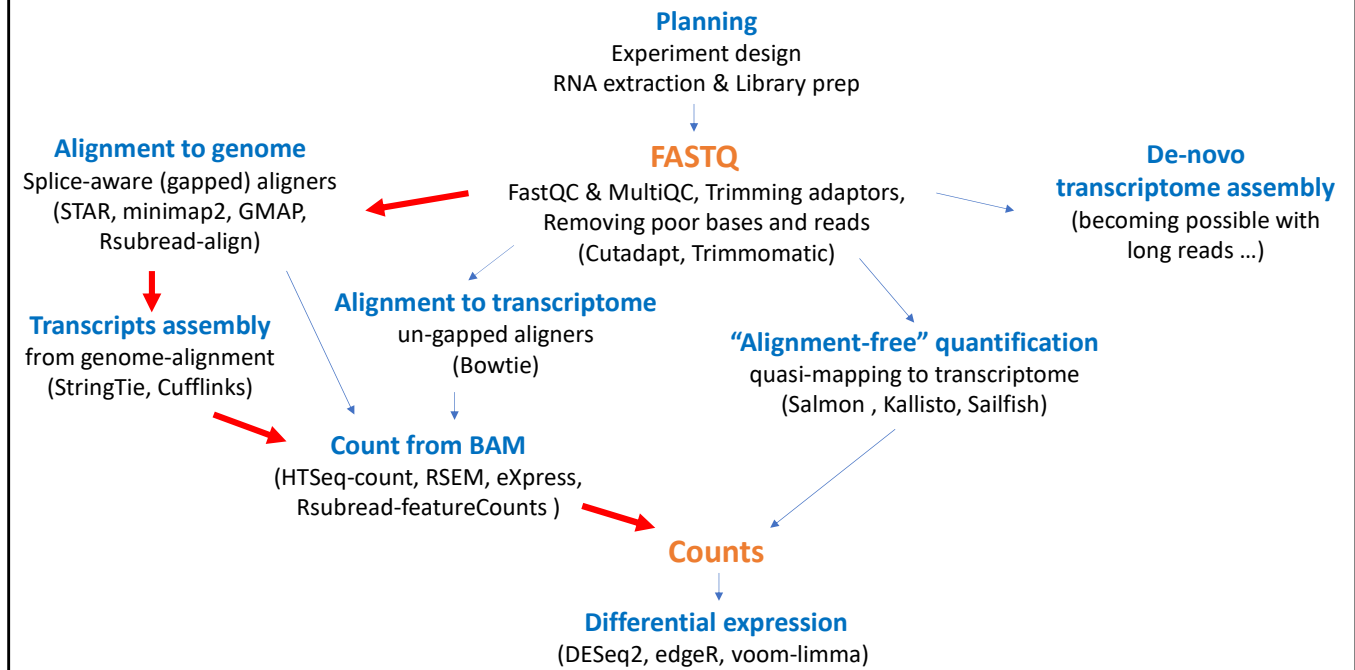 Planning
Experiment design
RNA extraction & Library prep
FASTQ
FastQC & MultiQC, Trimming adaptors,
Removing poor bases and reads
(Cutadapt, Trimmomatic)
Alignment to genome
Splice-aware (gapped) aligners
(STAR, minimap2, GMAP,
Rsubread-align)
De-novo
transcriptome assembly
(becoming possible with
long reads ...)
Transcripts assembly
from genome-alignment
(StringTie, Cufflinks)
Alignment to transcriptome
un-gapped aligners
(Bowtie)
“Alignment-free” quantification
quasi-mapping to transcriptome
(Salmon , Kallisto, Sailfish)
Count from BAM
(HTSeq-count, RSEM, eXpress,
Rsubread-featureCounts )
Counts
Differential expression
(DESeq2, edgeR, voom-limma)